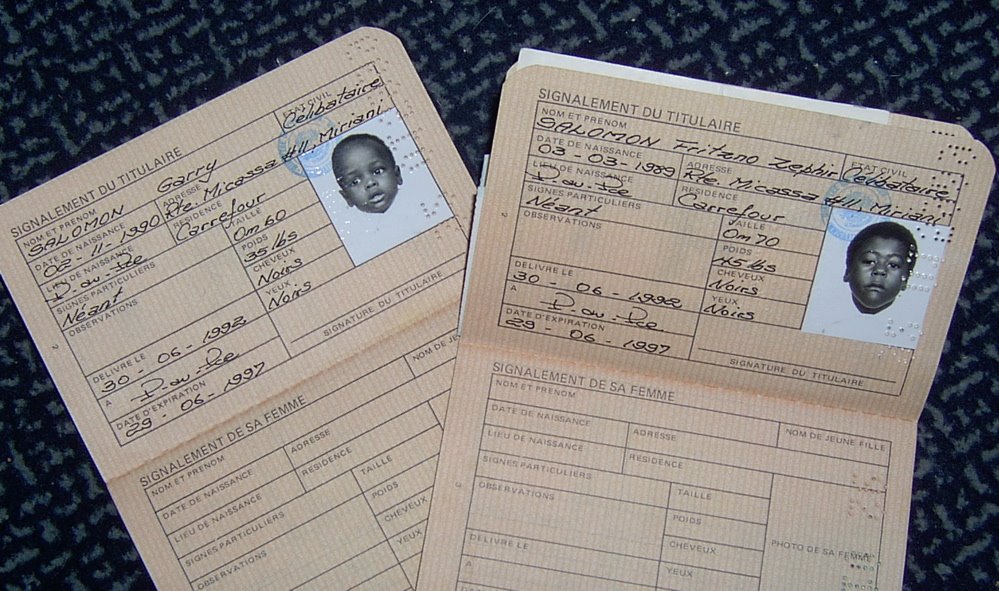 SIGNALEMENT DU TITULAIRE
NOM ET PRENOM
SALOMON Garry
ETAT CIVIL
Celibataire
DATE DE NAISSANCE
02-11-1990
ADRESSE
Rte. Micassa #11, Miriani
LIEU DE NAISSANCE
P.-au-Pce
RESIDENCE
Carrefour
SIGNES PARTICULIERS
Néant
TAILLE
0m60
OBSERVATIONS
POIDS
35 lbs
CHEVEUX
Noirs
YEUX
Noirs
DELIVRE LE
30-06-1992
A
P.-au-Pce
DATE D'EXPIRATION
29-06-1997
SIGNATURE DU TITULAIRE
2
SIGNALEMENT DE SA FEMME
NOM ET PRENOM
NOM DE JEUNE
DATE DE NAISSANCE
ADRESSE
LIEU DE NAISSANCE
RESIDENCE
SIGNES PARTICULIERS
TAILLE
OBSERVATIONS
POIDS
CHEVEUX
YEUX
SIGNALEMENT DU TITULAIRE
NOM ET PRENOM
SALOMON Fritzno Zephir
ETAT CIVIL
Celibataire
DATE DE NAISSANCE
03-03-1989
ADRESSE
Rte. Micassa #11, Miriani
LIEU DE NAISSANCE
P.-au-Pce
RESIDENCE
Carrefour
SIGNES PARTICULIERS
Néant
TAILLE
0m70
OBSERVATIONS
POIDS
45 lbs
CHEVEUX
Noirs
YEUX
Noirs
DELIVRE LE
30-06-1992
A
P.-au-Pce
DATE D'EXPIRATION
29-06-1997
SIGNATURE DU TITULAIRE
2
SIGNALEMENT DE SA FEMME
NOM ET PRENOM
NOM DE JEUNE FILLE
DATE DE NAISSANCE
ADRESSE
LIEU DE NAISSANCE
RESIDENCE
SIGNES PARTICULIERS
TAILLE
OBSERVATIONS
POIDS
CHEVEUX
PHOTO DE SA FEMME
DELIVRE LE
YEUX
A
3